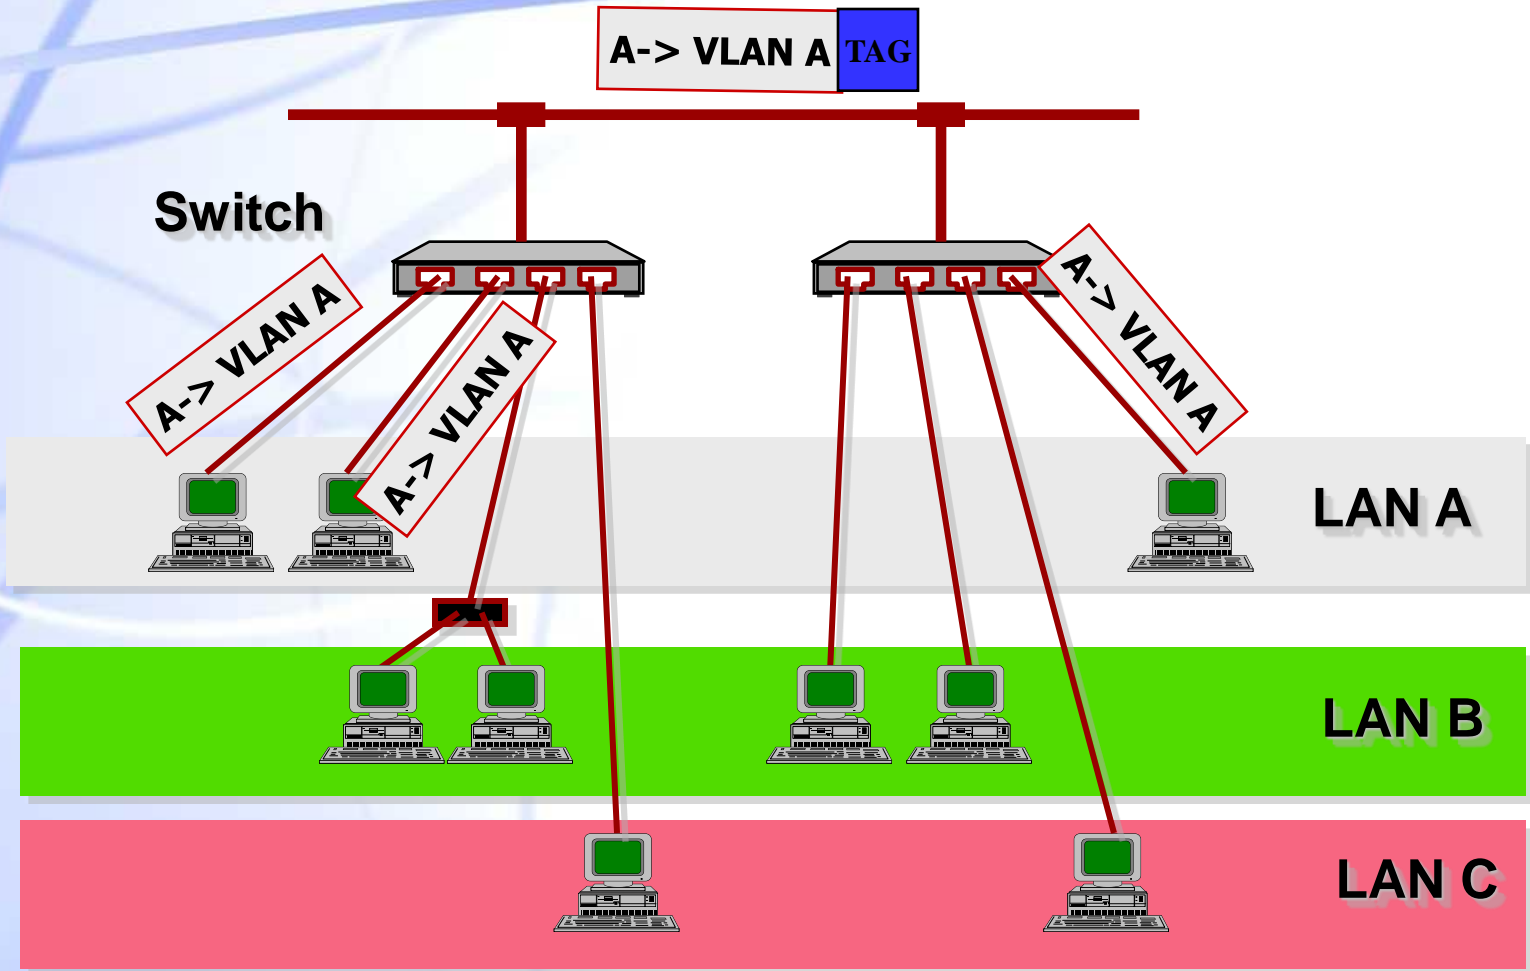 A-> VLAN A TAG
Switch
A-> VLAN A
A-> VLAN A
A-> VLAN A
LAN A
LAN B
LAN C